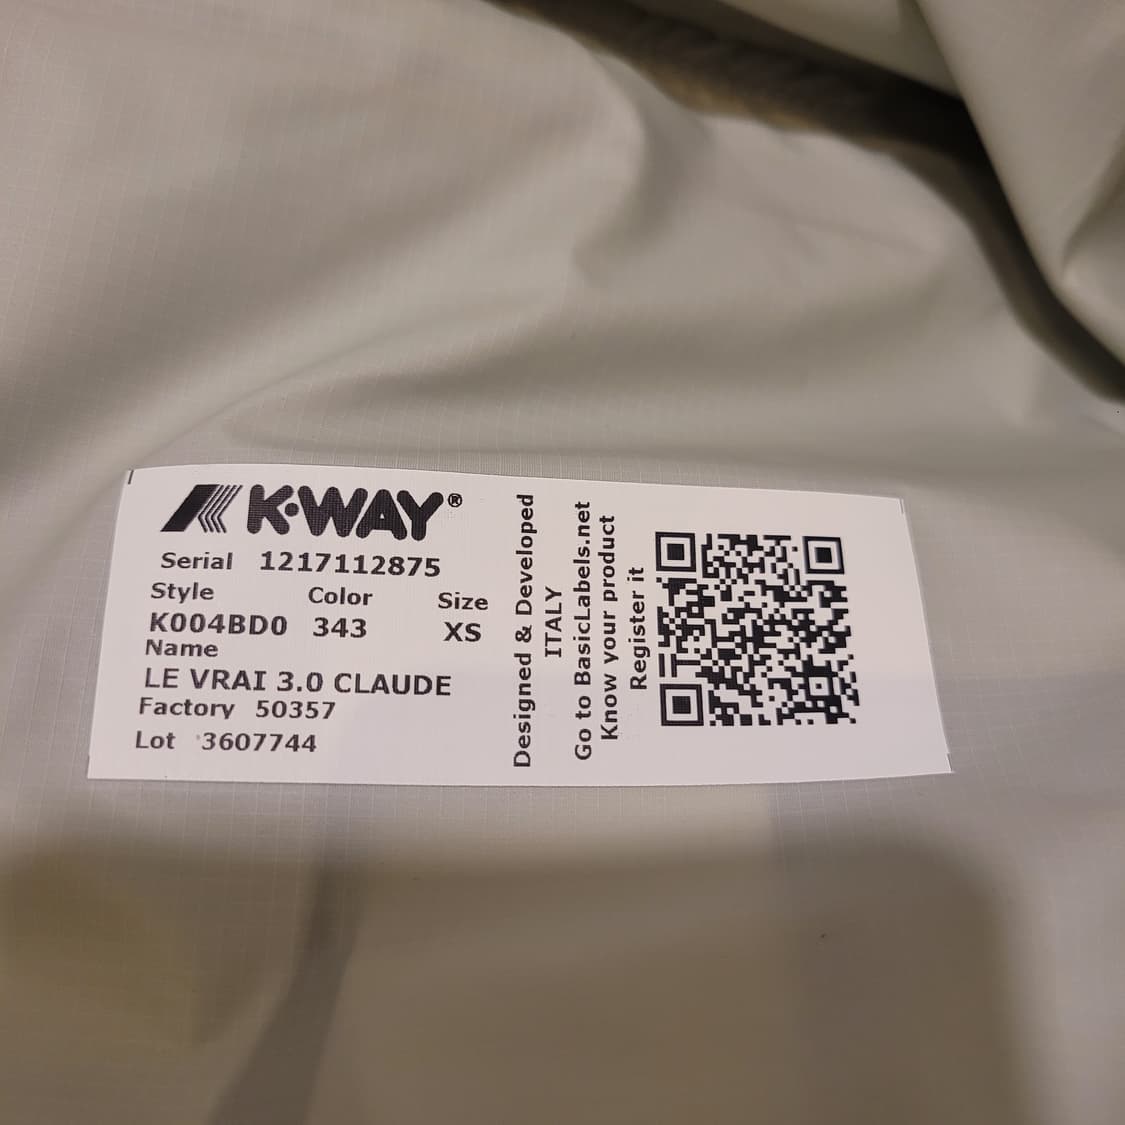 K·WAY®
Serial 1217112875
Style Color Size
K004BD0 343 XS
Name
LE VRAI 3.0 CLAUDE
Factory 50357
Lot 3607744
Designed & Developed
ITALY
Go to BasicLabels.net
Know your product
Register it